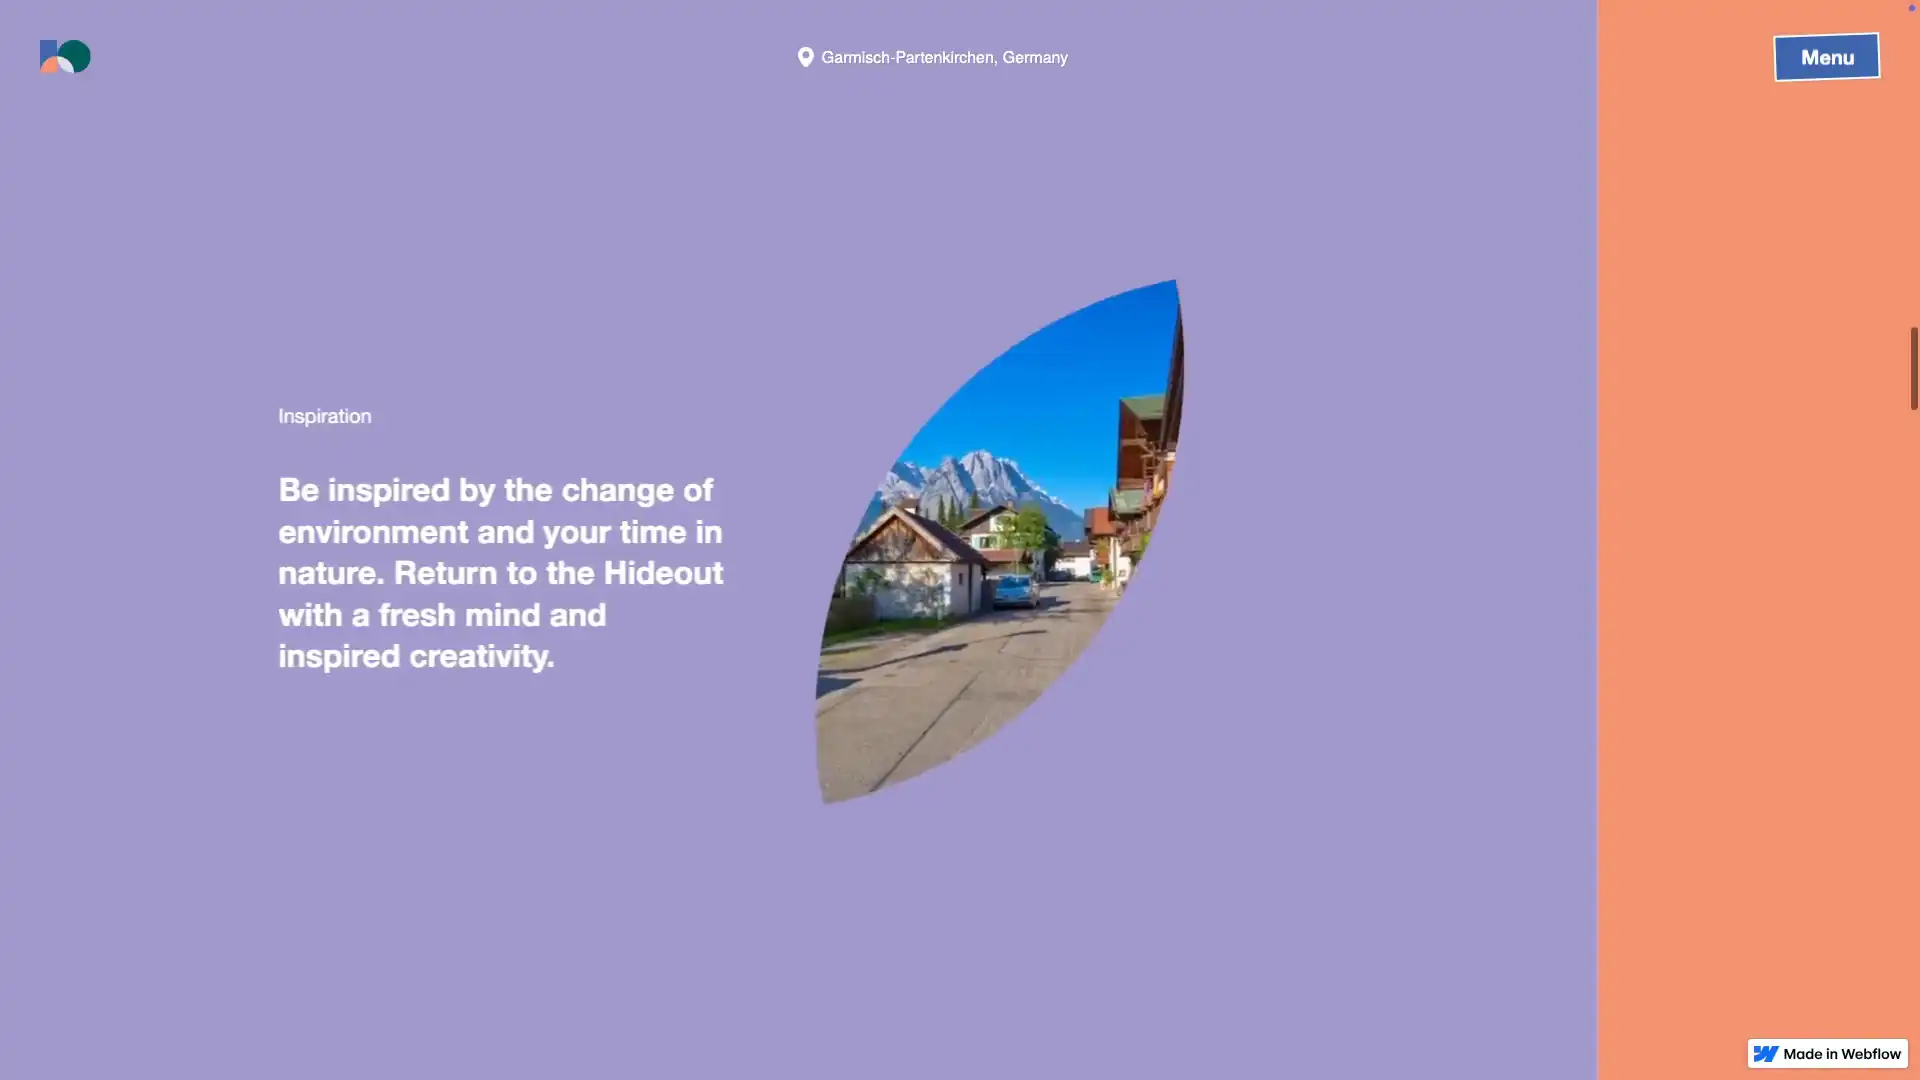 Garmisch-Partenkirchen, Germany
Menu
Inspiration
Be inspired by the change of
environment and your time in
nature. Return to the Hideout
with a fresh mind and
inspired creativity.
Made in Webflow